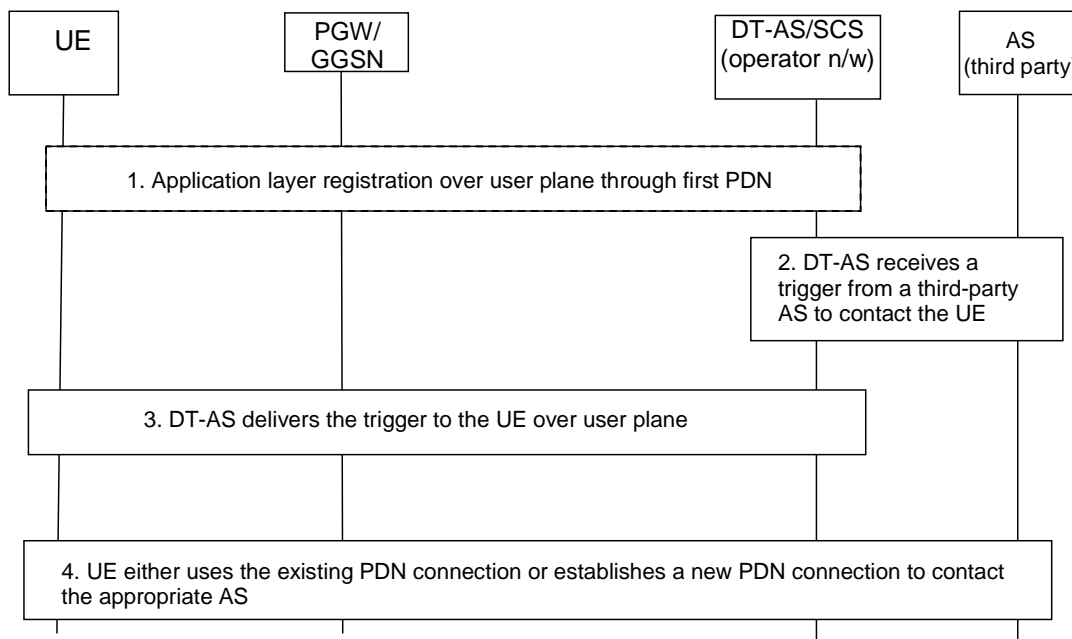 UE
PGW/
GGSN
DT-AS/SCS
(operator n/w)
AS
(third party)
1. Application layer registration over user plane through first PDN
2. DT-AS receives a
trigger from a third-party
AS to contact the UE
3. DT-AS delivers the trigger to the UE over user plane
4. UE either uses the existing PDN connection or establishes a new PDN connection to contact
the appropriate AS